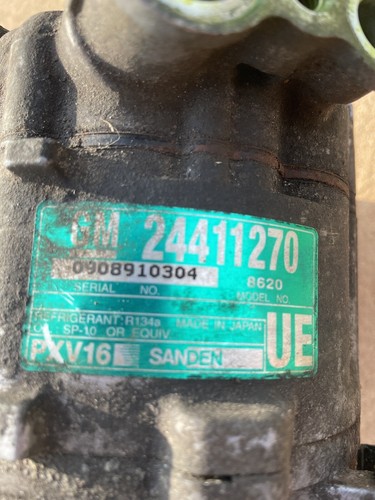 GM 24411270
0908910304 8620
SERIAL NO. MODEL NO.
REFRIGERANT:R134a MADE IN JAPAN
OIL SP-10 OR EQUIV
PXV16 SANDEN UE